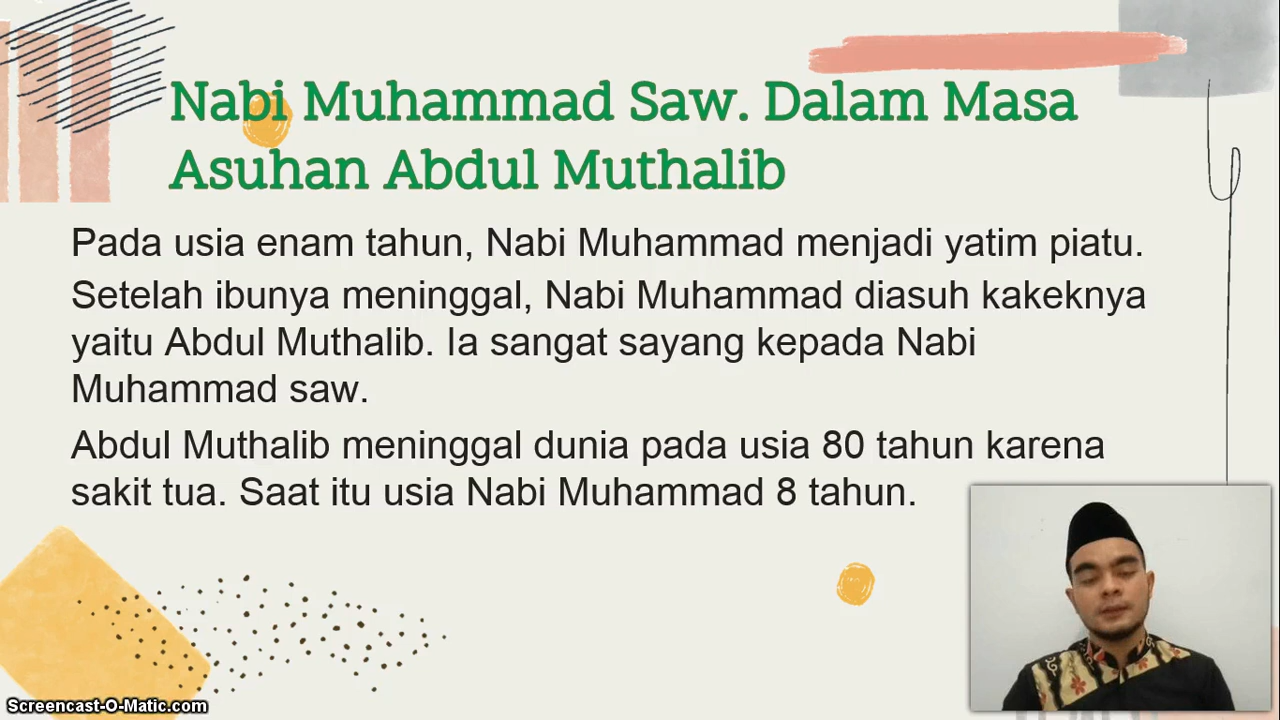 Nabi Muhammad Saw. Dalam Masa
Asuhan Abdul Muthalib
Pada usia enam tahun, Nabi Muhammad menjadi yatim piatu.
Setelah ibunya meninggal, Nabi Muhammad diasuh kakeknya
yaitu Abdul Muthalib. Ia sangat sayang kepada Nabi
Muhammad saw.
Abdul Muthalib meninggal dunia pada usia 80 tahun karena
sakit tua. Saat itu usia Nabi Muhammad 8 tahun.
Screencast-O-Matic.com